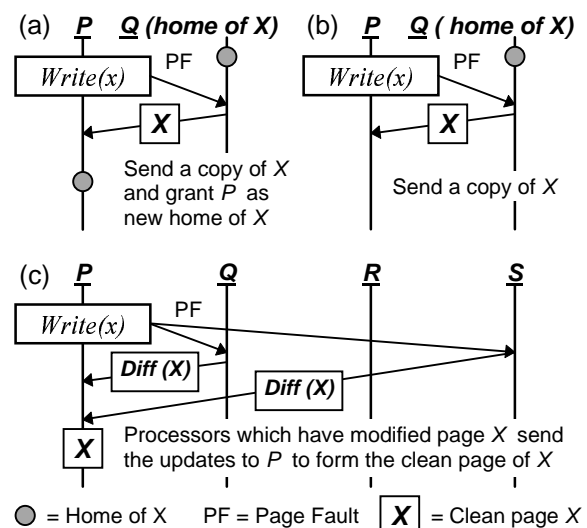 (a) P Q (home of X)
Write(x)
PF
X
Send a copy of X
and grant P as
new home of X
(b) P Q ( home of X)
Write(x)
PF
X
Send a copy of X
(c) P Q R S
PF
Write(x)
Diff (X)
Diff (X)
X
Processors which have modified page X send
the updates to P to form the clean page of X
= Home of X PF = Page Fault X = Clean page X